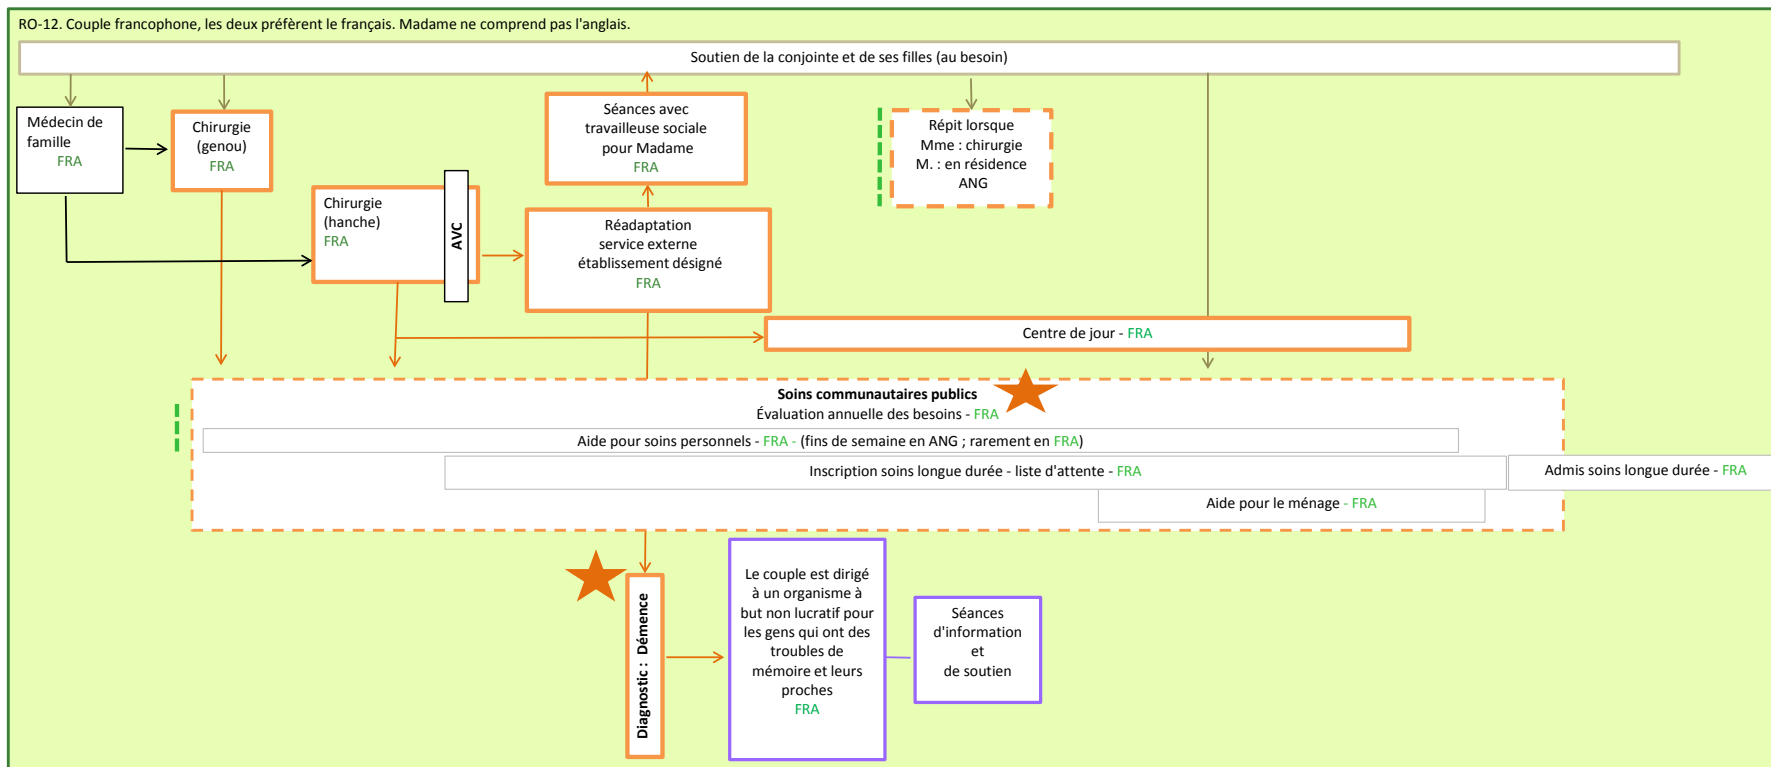 RO-12. Couple francophone, les deux préfèrent le français. Madame ne comprend pas l'anglais.
Soutien de la conjointe et de ses filles (au besoin)
Médecin de
famille
FRA
Chirurgie
(genou)
FRA
Chirurgie
(hanche)
FRA
AVC
Séances avec
travailleuse sociale
pour Madame
FRA
Réadaptation
service externe
établissement désigné
FRA
Répit lorsque
Mme : chirurgie
M. : en résidence
ANG
Centre de jour - FRA
Soins communautaires publics
Évaluation annuelle des besoins - FRA
Aide pour soins personnels - FRA - (fins de semaine en ANG ; rarement en FRA)
Inscription soins longue durée - liste d'attente - FRA
Admis soins longue durée - FRA
Aide pour le ménage - FRA
Diagnostic : Démence
Le couple est dirigé
à un organisme à
but non lucratif pour
les gens qui ont des
troubles de
mémoire et leurs
proches
FRA
Séances
d'information
et
de soutien